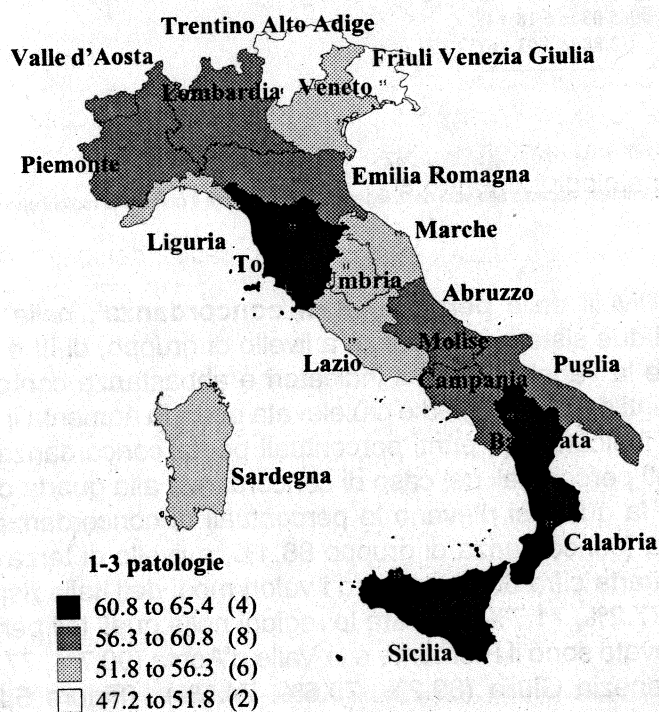 Trentino Alto Adige
Valle d'Aosta
Friuli Venezia Giulia
Lombardia
Veneto
Piemonte
Emilia Romagna
Liguria
Marche
To
Umbria
Abruzzo
Lazio
Molise
Puglia
Campania
Sardegna
Calabria
1-3 patologie
60.8 to 65.4 (4)
56.3 to 60.8 (8)
51.8 to 56.3 (6)
47.2 to 51.8 (2)
Sicilia